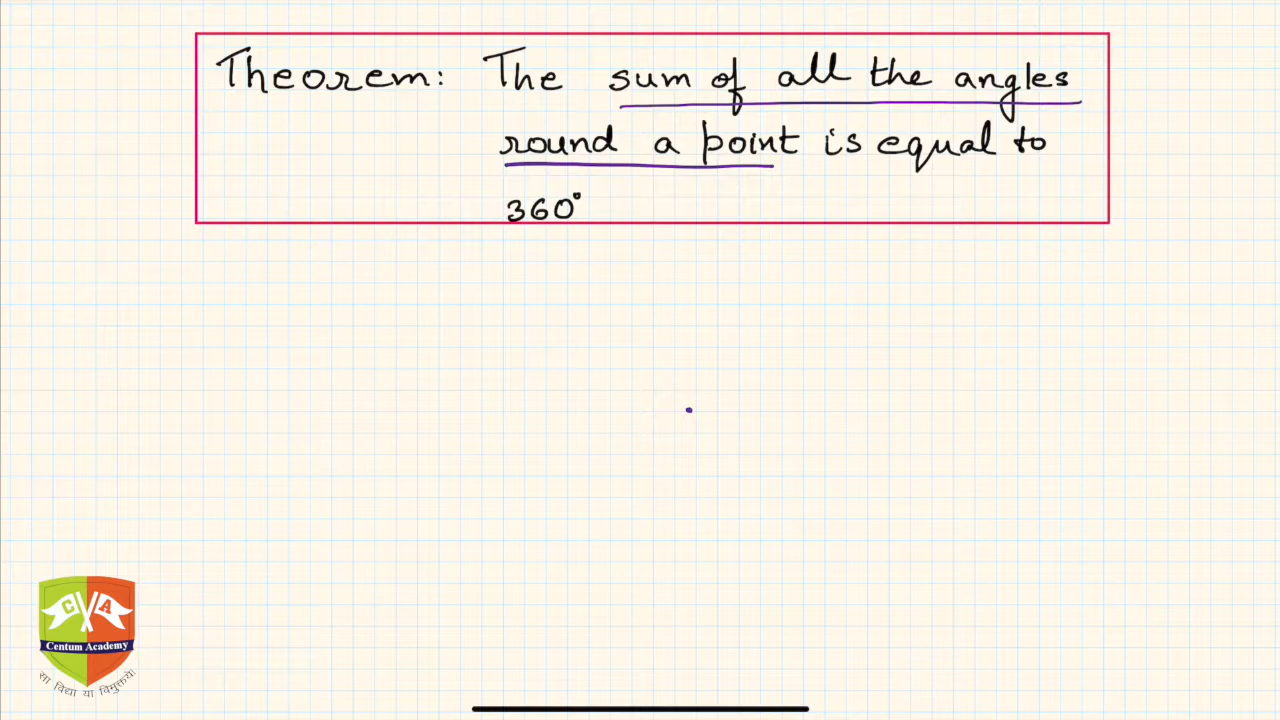 Theorem: The sum of all the angles
round a point is equal to
360°
C A
Centum Academy
सा विद्या या विमुक्तये।